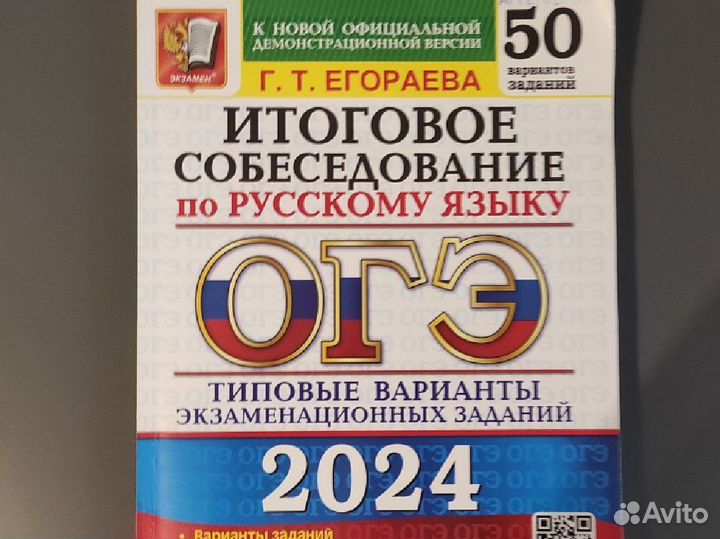 К НОВОЙ ОФИЦИАЛЬНОЙ
ДЕМОНСТРАЦИОННОЙ ВЕРСИИ
50
вариантов
заданий
ЭКЗАМЕН
Г. Т. ЕГОРАЕВА
ИТОГОВОЕ
СОБЕСЕДОВАНИЕ
по РУССКОМУ ЯЗЫКУ
ОГЭ
ТИПОВЫЕ ВАРИАНТЫ
ЭКЗАМЕНАЦИОННЫХ ЗАДАНИЙ
2024
• Варианты заданий
Avito